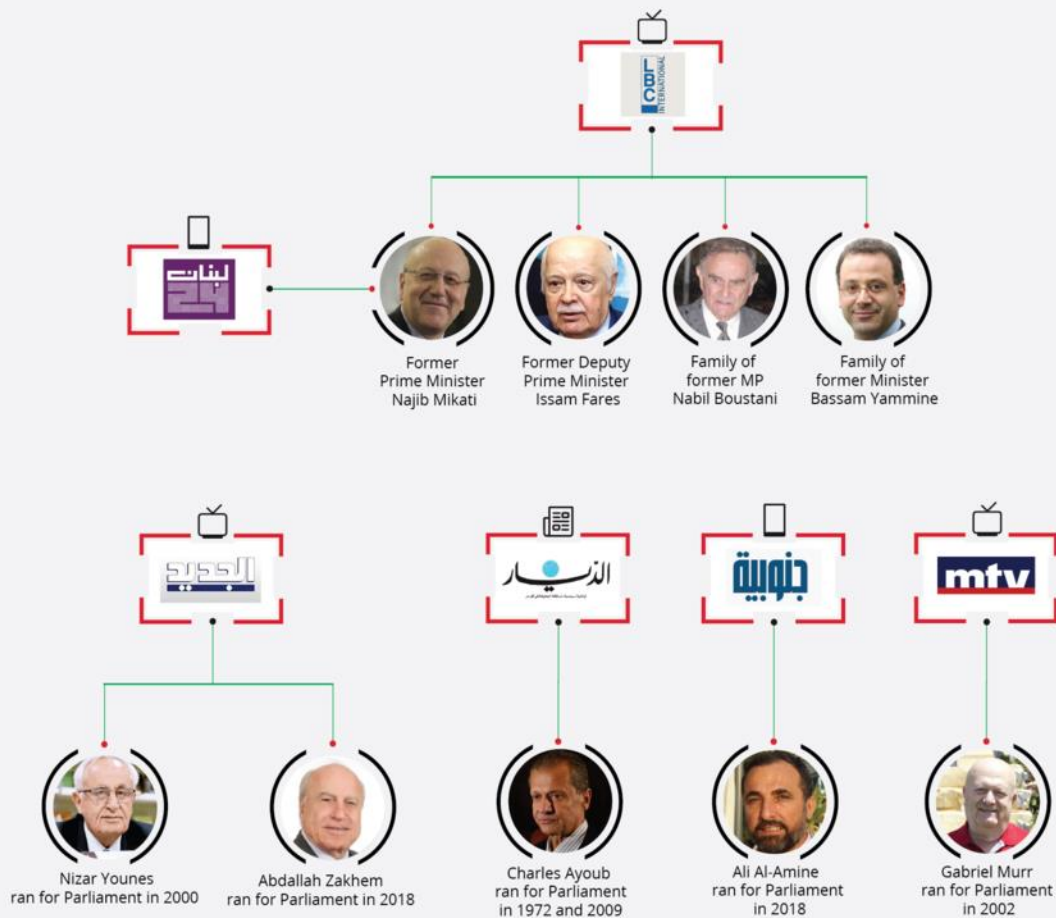 LBC
INTERNATIONAL
لبنان
24
Former
Prime Minister
Najib Mikati
Former Deputy
Prime Minister
Issam Fares
Family of
former MP
Nabil Boustani
Family of
former Minister
Bassam Yammine
الجديد
الديار
جنوبية
mtv
Nizar Younes
ran for Parliament in 2000
Abdallah Zakhem
ran for Parliament in 2018
Charles Ayoub
ran for Parliament
in 1972 and 2009
Ali Al-Amine
ran for Parliament
in 2018
Gabriel Murr
ran for Parliament
in 2002